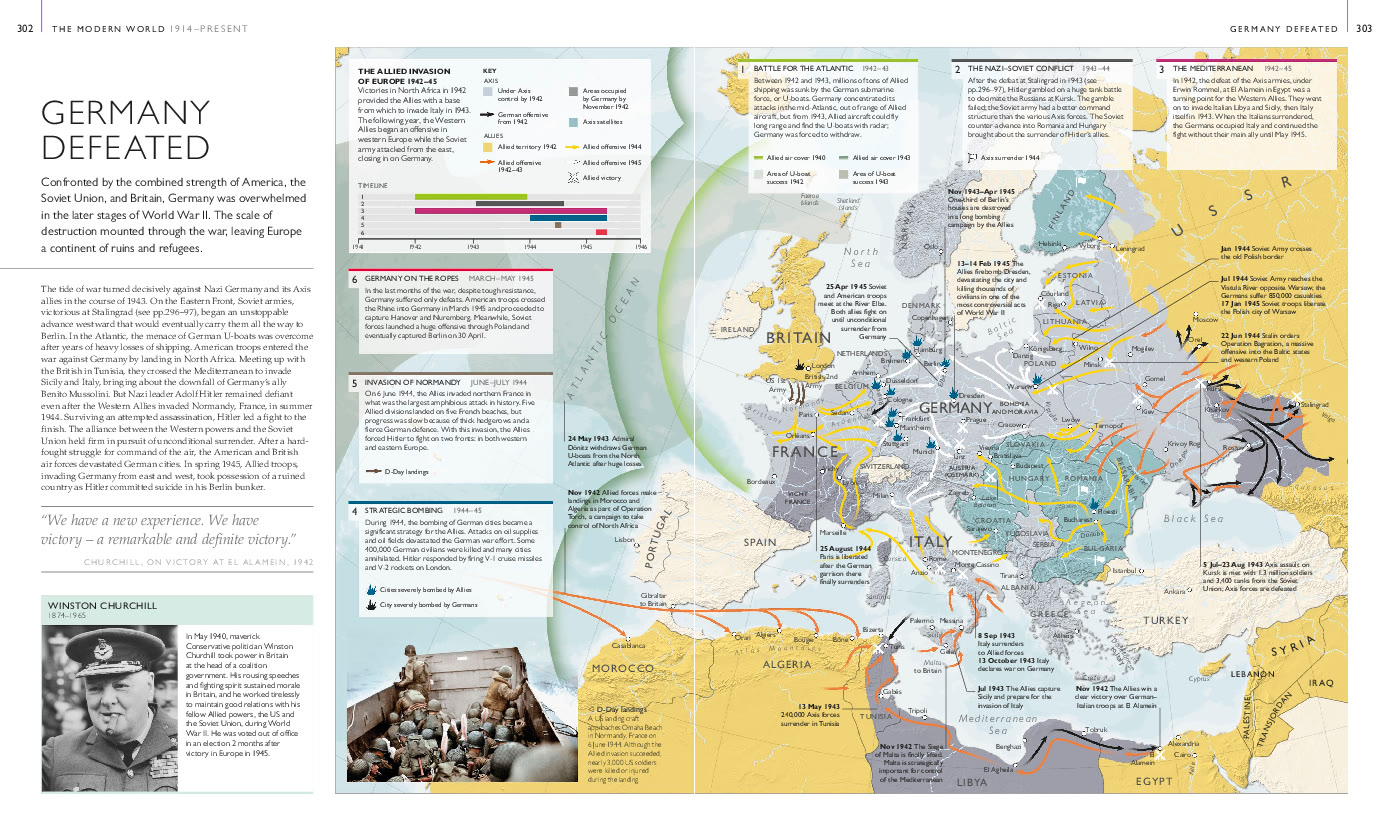 302 THE MODERN WORLD 1914–PRESENT
GERMANY DEFEATED 303
GERMANY
DEFEATED
Confronted by the combined strength of America, the
Soviet Union, and Britain, Germany was overwhelmed
in the later stages of World War II. The scale of
destruction mounted through the war, leaving Europe
a continent of ruins and refugees.
The tide of war turned decisively against Nazi Germany and its Axis
allies in the course of 1943. On the Eastern Front, Soviet armies,
victorious at Stalingrad (see pp.296–97), began an unstoppable
advance westward that would eventually carry them all the way to
Berlin. In the Atlantic, the menace of German U-boats was overcome
after years of heavy losses of shipping. American troops entered the
war against Germany by landing in North Africa. Meeting up with
the British in Tunisia, they crossed the Mediterranean to invade
Sicily and Italy, bringing about the downfall of Germany's ally
Benito Mussolini. But Nazi leader Adolf Hitler remained defiant
even after the Western Allies invaded Normandy, France, in summer
1944. Surviving an attempted assassination, Hitler led a fight to the
finish. The alliance between the Western powers and the Soviet
Union held firm in pursuit of unconditional surrender. After a hard-
fought struggle for command of the air, the American and British
air forces devastated German cities. In spring 1945, Allied troops,
invading Germany from east and west, took possession of a ruined
country as Hitler committed suicide in his Berlin bunker.
"We have a new experience. We have
victory – a remarkable and definite victory."
CHURCHILL, ON VICTORY AT EL ALAMEIN, 1942
WINSTON CHURCHILL
1874–1965
In May 1940, maverick
Conservative politician Winston
Churchill took power in Britain
at the head of a coalition
government. His rousing speeches
and fighting spirit sustained morale
in Britain, and he worked tirelessly
to maintain good relations with his
fellow Allied powers, the US and
the Soviet Union, during World
War II. He was voted out of office
in an election 2 months after
victory in Europe in 1945.
THE ALLIED INVASION
OF EUROPE 1942–45
Victories in North Africa in 1942
provided the Allies with a base
from which to invade Italy in 1943.
The following year, the Western
Allies began an offensive in
western Europe while the Soviet
army attacked from the east,
closing in on Germany.
KEY
AXIS
Under Axis
control by 1942
German offensive
from 1942
Areas occupied
by Germany by
November 1942
Axis satellites
ALLIES
Allied territory 1942
Allied offensive
1942–43
Allied offensive 1944
Allied offensive 1945
Allied victory
TIMELINE
1
2
3
4
5
6
1941 1942 1943 1944 1945 1946
6 GERMANY ON THE ROPES MARCH–MAY 1945
In the last months of the war, despite tough resistance,
Germany suffered only defeats. American troops crossed
the Rhine into Germany in March 1945 and proceeded to
capture Hanover and Nuremberg. Meanwhile, Soviet
forces launched a huge offensive through Poland and
eventually captured Berlin on 30 April.
5 INVASION OF NORMANDY JUNE–JULY 1944
On 6 June 1944, the Allies invaded northern France in
what was the largest amphibious attack in history. Five
Allied divisions landed on five French beaches, but
progress was slow because of thick hedgerows and a
fierce German defence. With this invasion, the Allies
forced Hitler to fight on two fronts: in both western
and eastern Europe.
D-Day landings
4 STRATEGIC BOMBING 1944–45
During 1944, the bombing of German cities became a
significant strategy for the Allies. Attacks on oil supplies
and oil fields devastated the German war effort. Some
400,000 German civilians were killed and many cities
annihilated. Hitler responded by firing V-1 cruise missiles
and V-2 rockets on London.
Cities severely bombed by Allies
City severely bombed by Germans
D-Day landings
A US landing craft
approaches Omaha Beach
in Normandy, France on
6 June 1944. Although the
Allied invasion succeeded,
nearly 3,000 US soldiers
were killed or injured
during the landing.
1 BATTLE FOR THE ATLANTIC 1942–43
Between 1942 and 1943, millions of tons of Allied
shipping was sunk by the German submarine
force, or U-boats. Germany concentrated its
attacks in the mid-Atlantic, out of range of Allied
aircraft, but from 1943, Allied aircraft could fly
long range and find the U-boats with radar;
Germany was forced to withdraw.
Allied air cover 1940
Allied air cover 1943
Area of U-boat
success 1942
Area of U-boat
success 1943
2 THE NAZI-SOVIET CONFLICT 1943–44
After the defeat at Stalingrad in 1943 (see
pp.296–97), Hitler gambled on a huge tank battle
to decimate the Russians at Kursk. The gamble
failed; the Soviet army had a better command
structure than the various Axis forces. The Soviet
counter-advance into Romania and Hungary
brought about the surrender of Hitler's allies.
Axis surrender 1944
3 THE MEDITERRANEAN 1942–45
In 1942, the defeat of the Axis armies, under
Erwin Rommel, at El Alamein in Egypt was a
turning point for the Western Allies. They went
on to invade Italy and Sicily, then Italy
itself in 1943. When the Italians surrendered,
the Germans occupied Italy and continued the
fight without their main ally until May 1945.
Nov 1943–Apr 1945
One-third of Berlin's
houses are destroyed
in a long bombing
campaign by the Allies
13–14 Feb 1945 The
Allies firebomb Dresden,
devastating the city and
killing thousands of
civilians in one of the
most controversial acts
of World War II
25 Apr 1945 Soviet
and American troops
meet at the River Elbe.
Both allies fight on
until unconditional
surrender from
Germany
Jan 1944 Soviet Army crosses
the old Polish border
Jul 1944 Soviet Army reaches the
Vistula River opposite Warsaw; the
Germans suffer 850,000 casualties
17 Jan 1945 Soviet troops liberate
the Polish city of Warsaw
22 Jun 1944 Stalin orders
Operation Bagration, a massive
offensive into the Baltic states
and western Poland
24 May 1943 Admiral
Dönitz withdraws German
U-boats from the North
Atlantic after huge losses
Nov 1942 Allied forces make
landings in Morocco and
Algeria as part of Operation
Torch, a campaign to take
control of North Africa
25 August 1944
Paris is liberated
after the German
garrison there
finally surrenders
5 Jul–23 Aug 1943 Axis assault on
Kursk is met with 1.3 million soldiers
and 3,400 tanks from the Soviet
Union; Axis forces are defeated
8 Sep 1943
Italy surrenders
to Allied forces
13 October 1943 Italy
declares war on Germany
Jul 1943 The Allies capture
Sicily and prepare for the
invasion of Italy
Nov 1942 The Allies win a
clear victory over German–
Italian troops at El Alamein
13 May 1943
240,000 Axis forces
surrender in Tunisia
Nov 1942 The Siege
of Malta is finally lifted.
Malta is strategically
important for control
of the Mediterranean
ATLANTIC OCEAN
Faeroe
Islands
Shetland
Islands
North
Sea
NORWAY
Oslo
FINLAND
Helsinki
Vyborg
Leningrad
USSR
ESTONIA
Courland
Riga
LATVIA
LITHUANIA
Baltic
Sea
DENMARK
Copenhagen
IRELAND
BRITAIN
London
US 1st
Army
British 2nd
Army
NETHERLANDS
Arnhem
BELGIUM
Bremen
Hamburg
Berlin
Düsseldorf
Cologne
Frankfurt
Mannheim
Stuttgart
Munich
Dresden
GERMANY
BOHEMIA
AND MORAVIA
Prague
Königsberg
Danzig
POLAND
Warsaw
Wilno
Minsk
Mogilev
Moscow
Orel
Gomel
Kursk
Kharkov
Kiev
Stalingrad
Rostov
Krivoy Rog
Cracow
Lwow
Tarnopol
SLOVAKIA
Vienna
Bratislava
Linz
AUSTRIA
(OSTMARK)
Budapest
HUNGARY
ROMANIA
Ploesti
Bucharest
Danube
BULGARIA
Black Sea
Caucasus
Istanbul
Ankara
TURKEY
Paris
Sedan
Orléans
FRANCE
Vichy
Lyon
VICHY
FRANCE
Bordeaux
Marseille
SWITZERLAND
Milan
ITALY
Zagreb
CROATIA
Sarajevo
YUGOSLAVIA
SERBIA
MONTENEGRO
Rome
Anzio
Monte Cassino
Tirana
ALBANIA
GREECE
Athens
Aegean
Sea
Crete
Corsica
Sardinia
Palermo
Messina
Sicily
Gela
Malta
to Britain
SPAIN
PORTUGAL
Lisbon
Gibraltar
to Britain
MOROCCO
Casablanca
Oran
Algiers
Bougie
Bône
Atlas Mountains
ALGERIA
Bizerta
Tunis
Gabès
TUNISIA
Tripoli
Mediterranean
Sea
Benghazi
El Agheila
Tobruk
LIBYA
El
Alamein
Alexandria
Cairo
Nile
EGYPT
Cyprus
LEBANON
SYRIA
IRAQ
PALESTINE
TRANSJORDAN